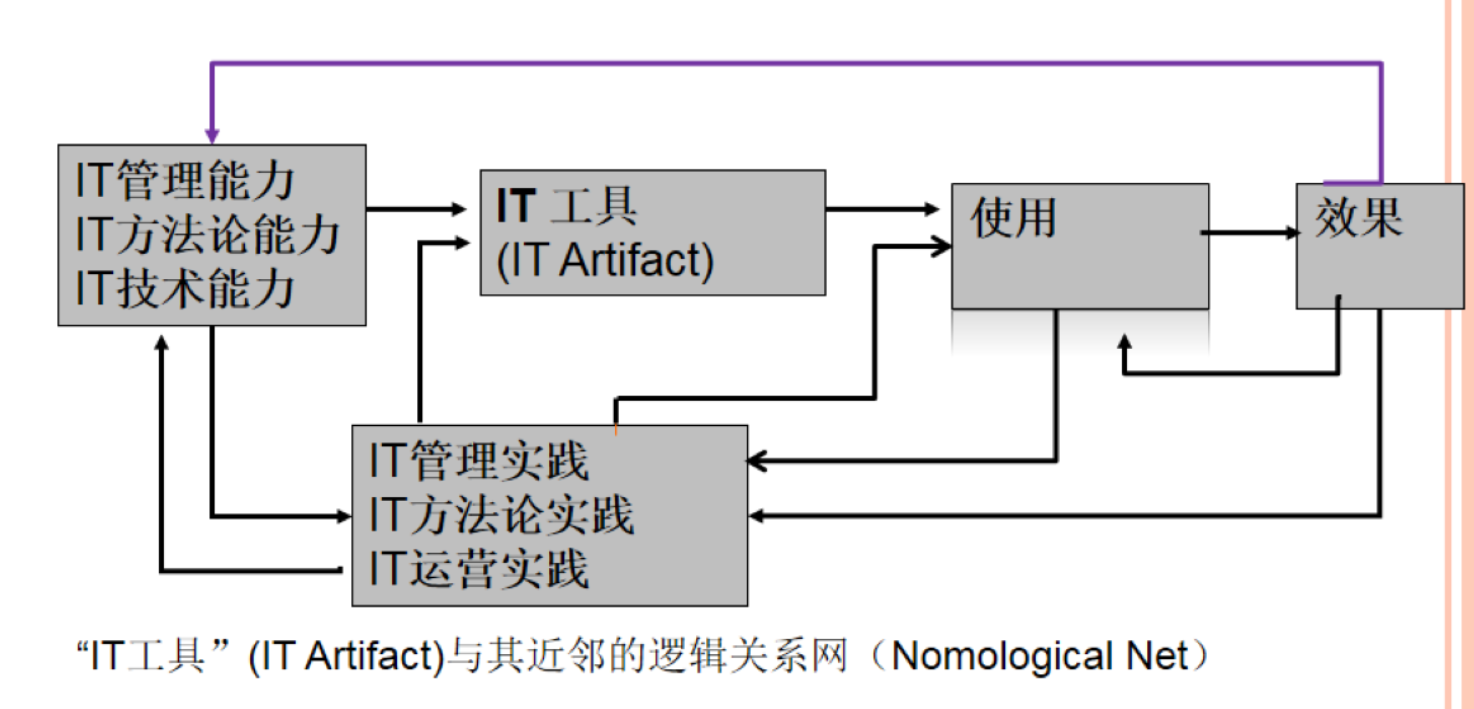 IT管理能力
IT方法论能力
IT技术能力
IT 工具
(IT Artifact)
使用
效果
IT管理实践
IT方法论实践
IT运营实践
“IT工具”(IT Artifact)与其近邻的逻辑关系网（Nomological Net）